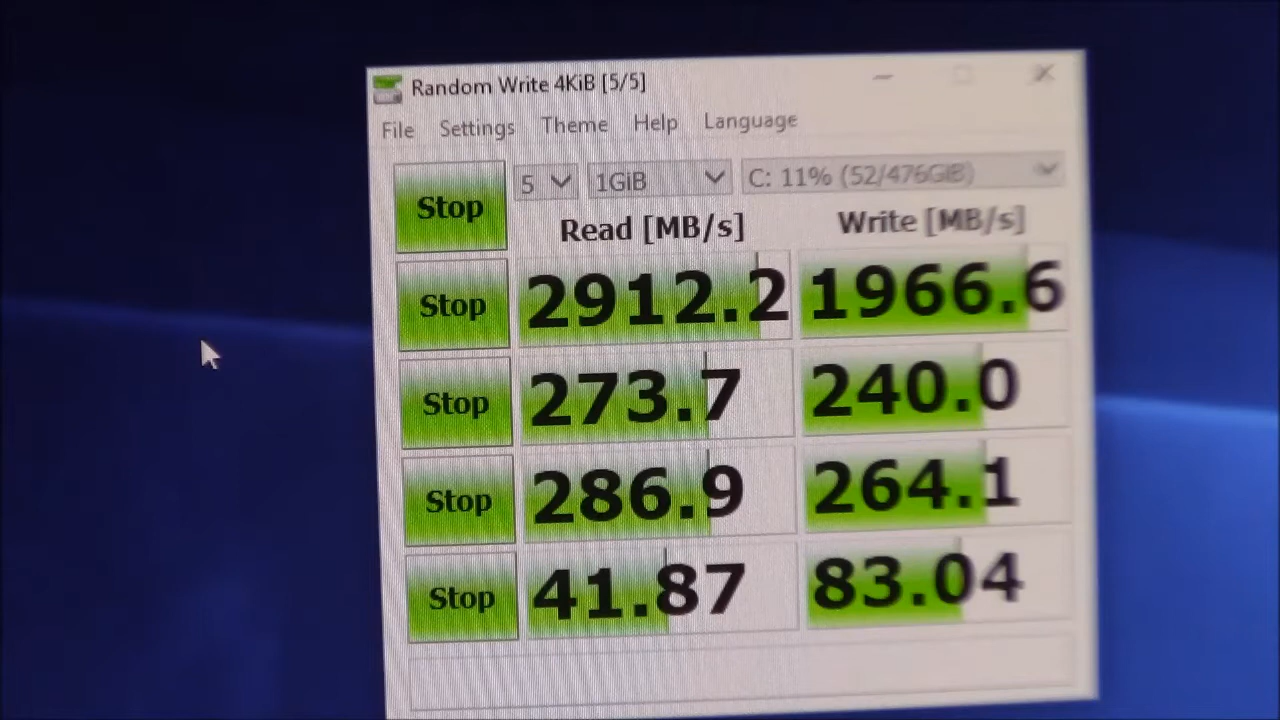 Random Write 4KiB [5/5]
File Settings Theme Help Language
Stop 5 1GiB C: 11% (52/476GiB)
Read [MB/s] Write [MB/s]
Stop 2912.2 1966.6
Stop 273.7 240.0
Stop 286.9 264.1
Stop 41.87 83.04